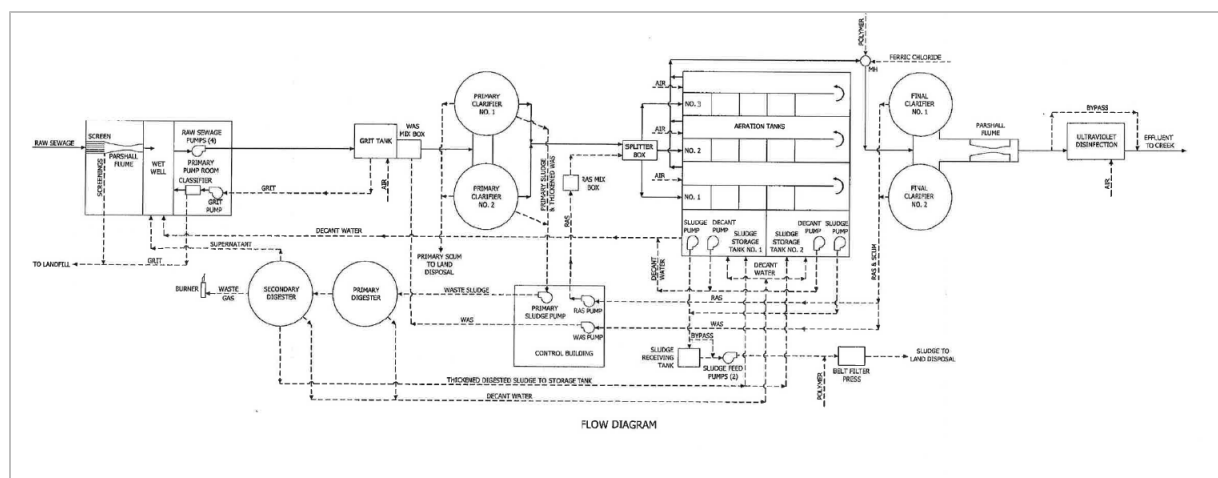 POLYMER
FERRIC CHLORIDE
MH
AIR
NO. 3
AERATION TANKS
AIR
NO. 2
AIR
NO. 1
PRIMARY
CLARIFIER
NO. 1
PRIMARY
CLARIFIER
NO. 2
FINAL
CLARIFIER
NO. 1
FINAL
CLARIFIER
NO. 2
PARSHALL
FLUME
BYPASS
ULTRAVIOLET
DISINFECTION
EFFLUENT
TO CREEK
AIR
RAW SEWAGE
SCREEN
PARSHALL
FLUME
SCREENINGS
WET
WELL
RAW SEWAGE
PUMPS (4)
PRIMARY
PUMP ROOM
CLASSIFIER
GRIT
PUMP
GRIT
GRIT TANK
WAS
MIX BOX
AIR
PRIMARY SLUDGE
& THICKENED WAS
RAS MIX
BOX
RAS
SPLITTER
BOX
DECANT WATER
SUPERNATANT
TO LANDFILL
GRIT
PRIMARY SCUM
TO LAND
DISPOSAL
SLUDGE
PUMP
DECANT
PUMP
SLUDGE
STORAGE
TANK NO. 1
SLUDGE
STORAGE
TANK NO. 2
DECANT
PUMP
SLUDGE
PUMP
DECANT
WATER
DECANT
WATER
RAS & SCUM
BURNER
WASTE
GAS
SECONDARY
DIGESTER
PRIMARY
DIGESTER
WASTE SLUDGE
PRIMARY
SLUDGE PUMP
RAS PUMP
RAS
WAS
WAS PUMP
WAS
CONTROL BUILDING
BYPASS
SLUDGE
RECEIVING
TANK
SLUDGE FEED
PUMPS (2)
POLYMER
BELT FILTER
PRESS
SLUDGE TO
LAND DISPOSAL
THICKENED DIGESTED SLUDGE TO STORAGE TANK
DECANT WATER
FLOW DIAGRAM